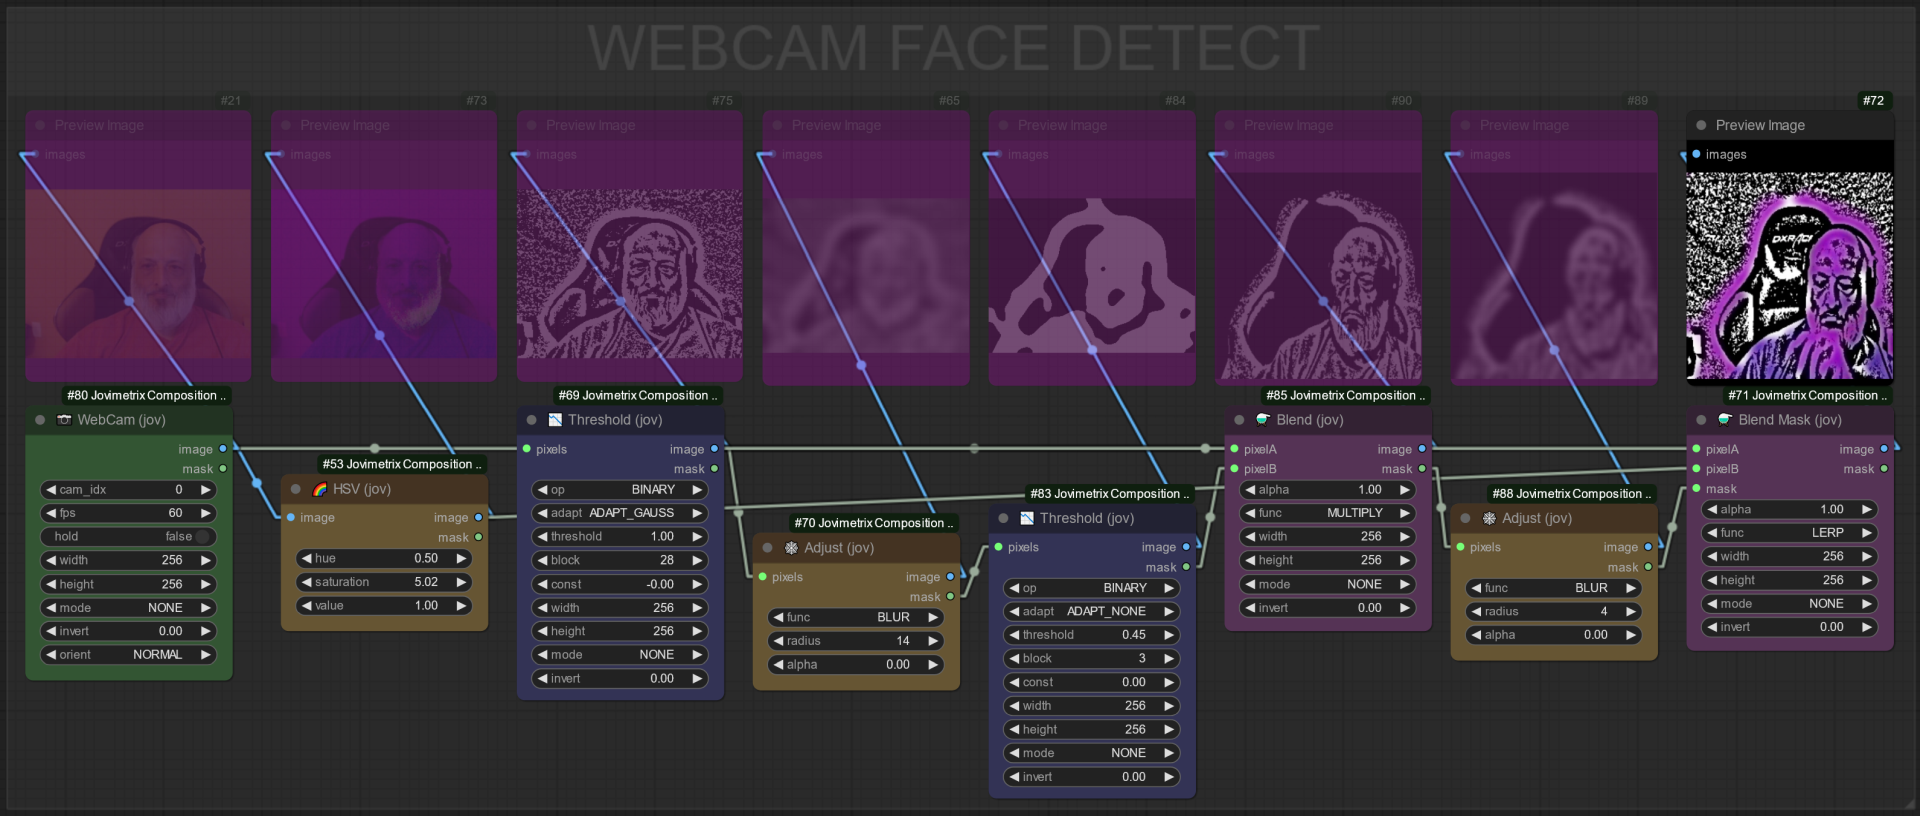 WEBCAM FACE DETECT
#21
Preview Image
images
#73
Preview Image
images
#75
Preview Image
images
#65
Preview Image
images
#84
Preview Image
images
#90
Preview Image
images
#89
Preview Image
images
#72
Preview Image
images
DXRACER
#80 Jovimetrix Composition ..
WebCam (jov)
image
mask
cam_idx 0
fps 60
hold false
width 256
height 256
mode NONE
invert 0.00
orient NORMAL
#53 Jovimetrix Composition ..
HSV (jov)
image image
mask
hue 0.50
saturation 5.02
value 1.00
#69 Jovimetrix Composition ..
Threshold (jov)
pixels image
mask
op BINARY
adapt ADAPT_GAUSS
threshold 1.00
block 28
const -0.00
width 256
height 256
mode NONE
invert 0.00
#70 Jovimetrix Composition ..
Adjust (jov)
pixels image
mask
func BLUR
radius 14
alpha 0.00
#83 Jovimetrix Composition ..
Threshold (jov)
pixels image
mask
op BINARY
adapt ADAPT_NONE
threshold 0.45
block 3
const 0.00
width 256
height 256
mode NONE
invert 0.00
#85 Jovimetrix Composition ..
Blend (jov)
pixelA image
pixelB mask
alpha 1.00
func MULTIPLY
width 256
height 256
mode NONE
invert 0.00
#88 Jovimetrix Composition ..
Adjust (jov)
pixels image
mask
func BLUR
radius 4
alpha 0.00
#71 Jovimetrix Composition ..
Blend Mask (jov)
pixelA image
pixelB mask
mask
alpha 1.00
func LERP
width 256
height 256
mode NONE
invert 0.00